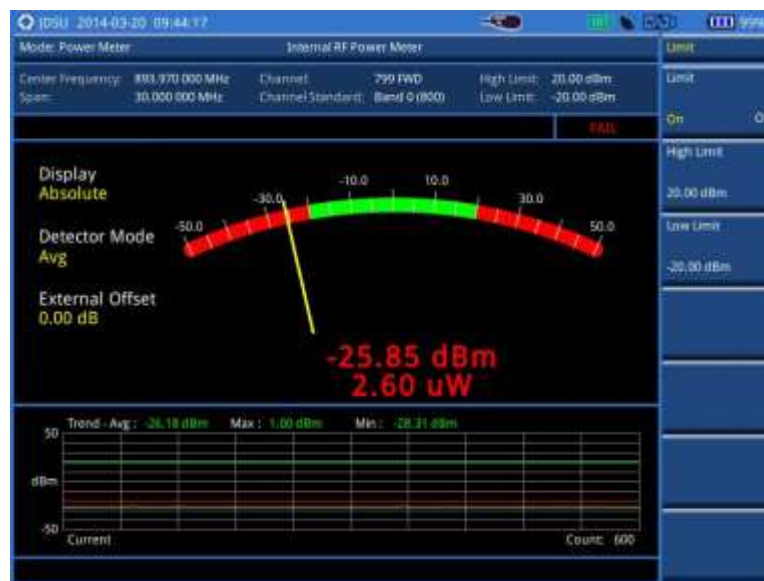 JDSU 2014-03-20 09:44:17
99%
Mode: Power Meter
Internal RF Power Meter
Limit
Center Frequency: 893.970 000 MHz
Channel: 799 FWD
High Limit: 20.00 dBm
Span: 30.000 000 MHz
Channel Standard: Band 0 (800)
Low Limit: -20.00 dBm
FAIL
Limit
On
High Limit
20.00 dBm
Low Limit
-20.00 dBm
Display
Absolute
Detector Mode
Avg
External Offset
0.00 dB
-50.0
-30.0
-10.0
10.0
30.0
50.0
-25.85 dBm
2.60 uW
Trend - Avg: -26.18 dBm Max: 1.00 dBm Min: -28.31 dBm
50
dBm
-50
Current
Count: 600